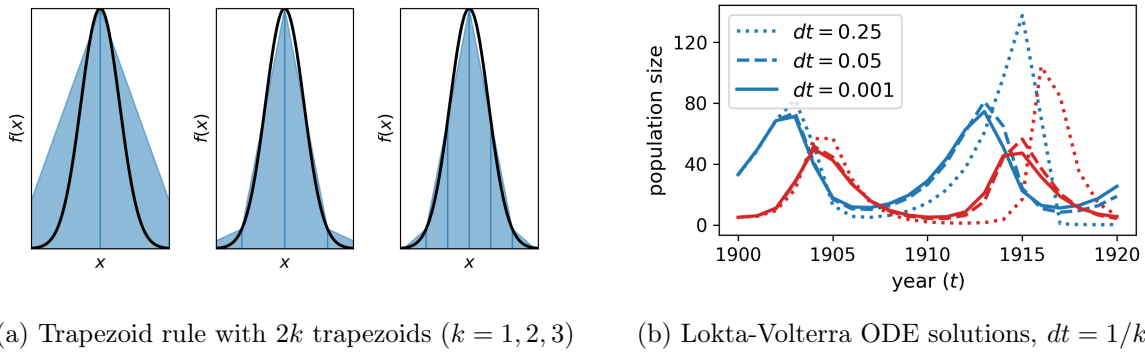 f(x)
x
f(x)
x
f(x)
x
population size
120
80
40
0
dt = 0.25
dt = 0.05
dt = 0.001
1900
1905
1910
1915
1920
year (t)
a) Trapezoid rule with 2k trapezoids (k = 1, 2, 3)
(b) Lokta-Volterra ODE solutions, dt = 1/k